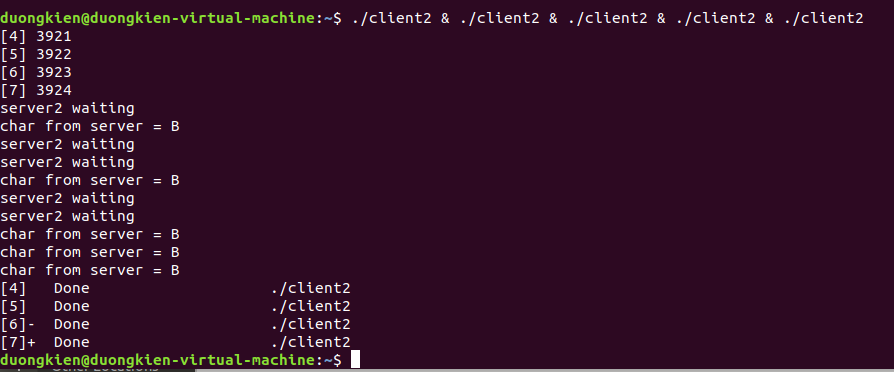 duongkien@duongkien-virtual-machine:~$ ./client2 & ./client2 & ./client2 & ./client2 & ./client2
[4] 3921
[5] 3922
[6] 3923
[7] 3924
server2 waiting
char from server = B
server2 waiting
server2 waiting
char from server = B
server2 waiting
server2 waiting
char from server = B
char from server = B
char from server = B
[4]   Done                    ./client2
[5]   Done                    ./client2
[6]-  Done                    ./client2
[7]+  Done                    ./client2
duongkien@duongkien-virtual-machine:~$